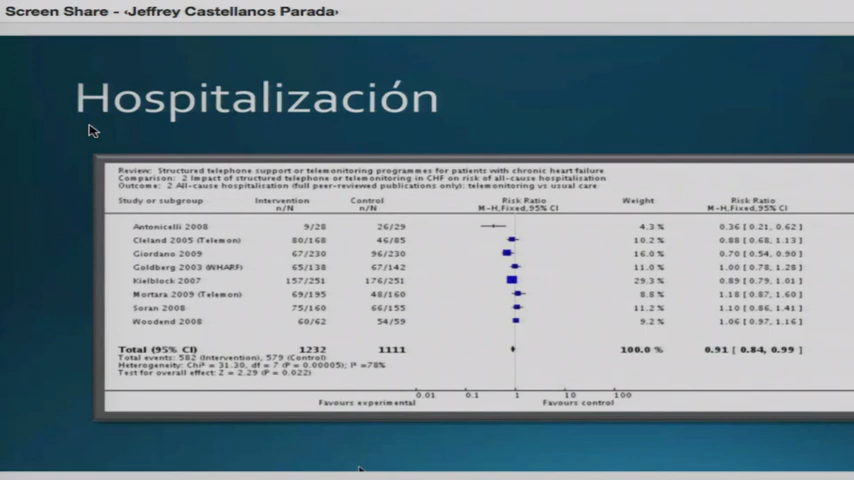 Screen Share - ‹Jeffrey Castellanos Parada›
Hospitalización
Review: Structured telephone support or telemonitoring programmes for patients with chronic heart failure
Comparison: 2 Impact of structured telephone or telemonitoring in CHF on risk of all-cause hospitalisation
Outcome: 2 All-cause hospitalisation (full peer-reviewed publications only): telemonitoring vs usual care
Study or subgroup Intervention Control Risk Ratio Weight Risk Ratio
n/N n/N M-H,Fixed,95% CI M-H,Fixed,95% CI
Antonicelli 2008 9/28 26/29 4.3 % 0.36 [ 0.21, 0.62 ]
Cleland 2005 (Telemon) 80/168 46/85 10.2 % 0.88 [ 0.68, 1.13 ]
Giordano 2009 67/230 96/230 16.0 % 0.70 [ 0.54, 0.90 ]
Goldberg 2003 (WHARF) 65/138 67/142 11.0 % 1.00 [ 0.78, 1.28 ]
Kielblock 2007 157/251 176/251 29.3 % 0.89 [ 0.79, 1.01 ]
Mortara 2009 (Telemon) 69/195 48/160 8.8 % 1.18 [ 0.87, 1.60 ]
Soran 2008 75/160 66/155 11.2 % 1.10 [ 0.86, 1.41 ]
Woodend 2008 60/62 54/59 9.2 % 1.06 [ 0.97, 1.16 ]
Total (95% CI) 1232 1111 100.0 % 0.91 [ 0.84, 0.99 ]
Total events: 582 (Intervention), 579 (Control)
Heterogeneity: Chi² = 31.30, df = 7 (P = 0.00005); I² =78%
Test for overall effect: Z = 2.29 (P = 0.022)
0.01 0.1 1 10 100
Favours experimental Favours control